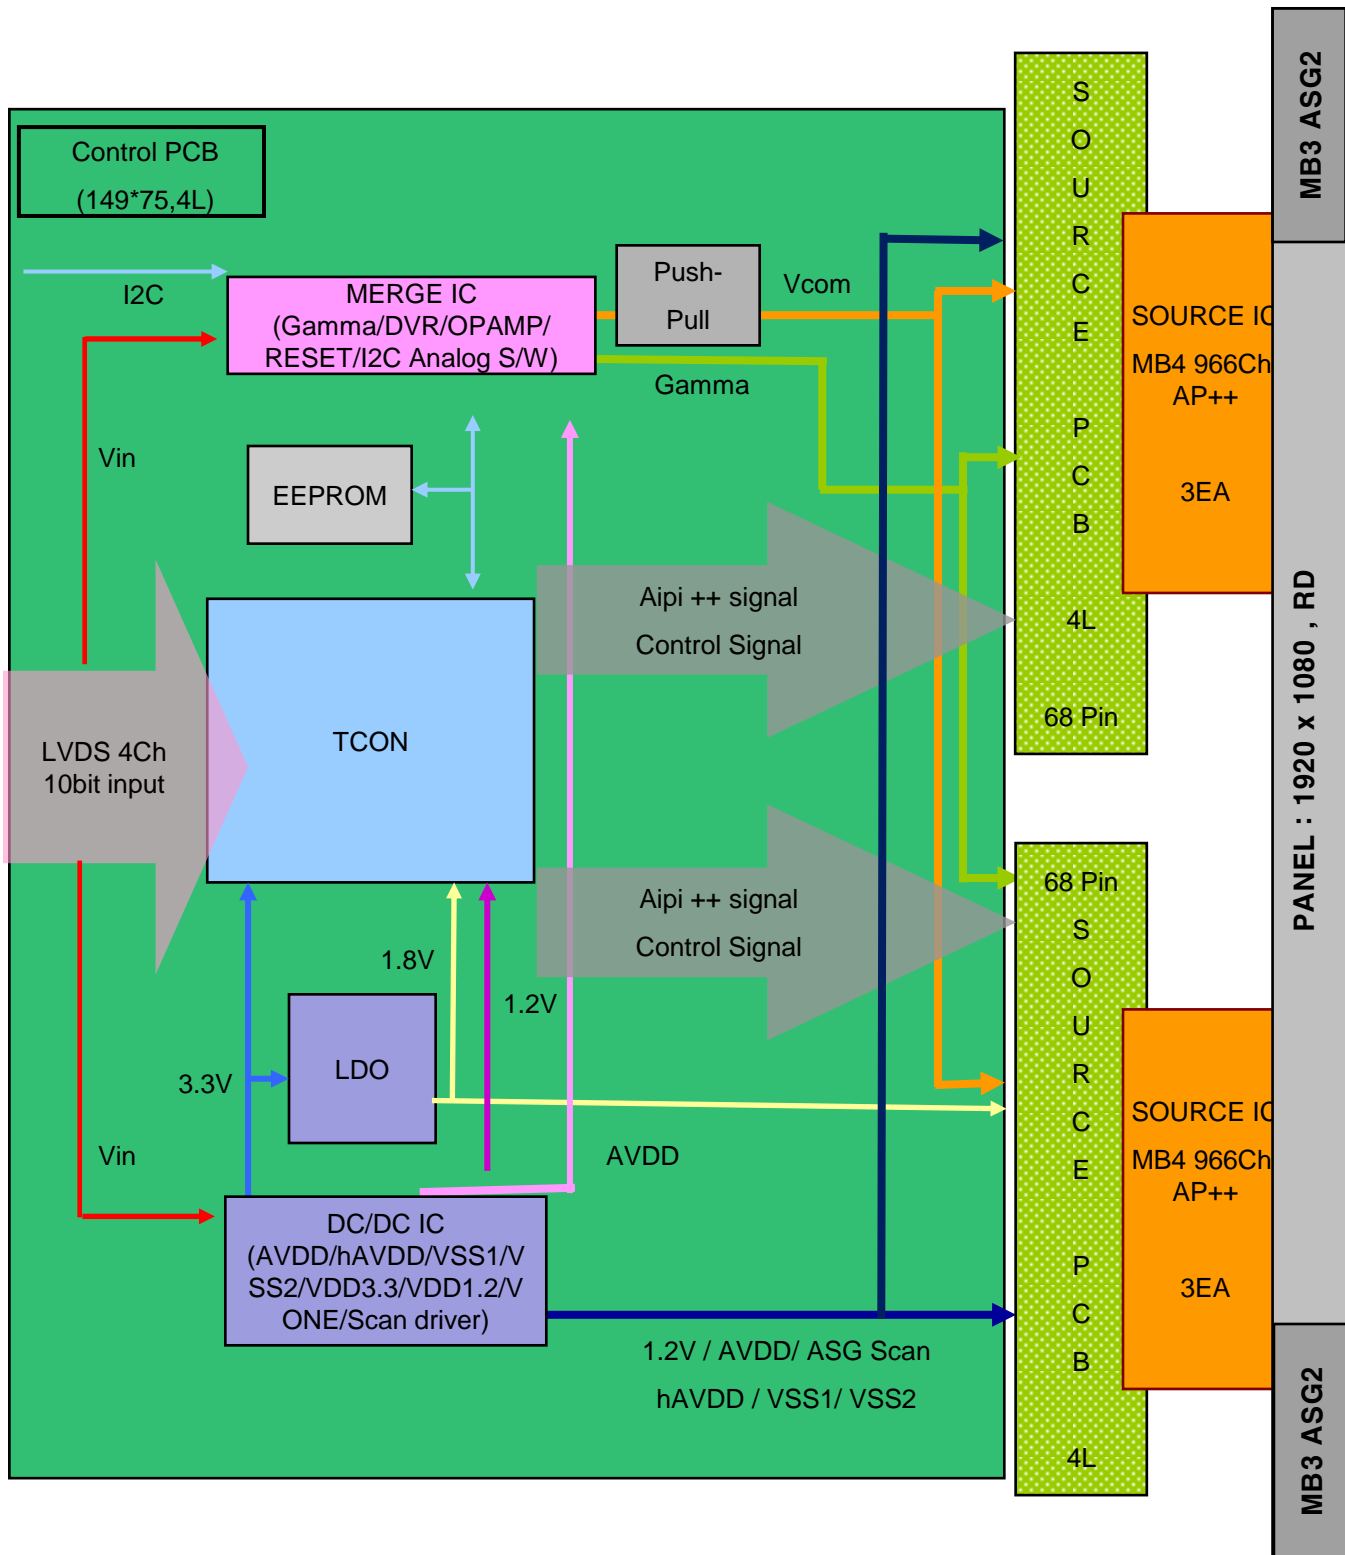 Control PCB
(149*75,4L)
I2C
MERGE IC
(Gamma/DVR/OPAMP/
RESET/I2C Analog S/W)
Push-
Pull
Vcom
Gamma
Vin
EEPROM
LVDS 4Ch
10bit input
TCON
Aipi ++ signal
Control Signal
Aipi ++ signal
Control Signal
1.8V
1.2V
3.3V
LDO
Vin
AVDD
DC/DC IC
(AVDD/hAVDD/VSS1/V
SS2/VDD3.3/VDD1.2/V
ONE/Scan driver)
1.2V / AVDD/ ASG Scan
hAVDD / VSS1/ VSS2
S
O
U
R
C
E
P
C
B
4L
68 Pin
68 Pin
S
O
U
R
C
E
P
C
B
4L
SOURCE IC
MB4 966Ch
AP++
3EA
SOURCE IC
MB4 966Ch
AP++
3EA
MB3 ASG2
PANEL : 1920 x 1080 , RD
MB3 ASG2